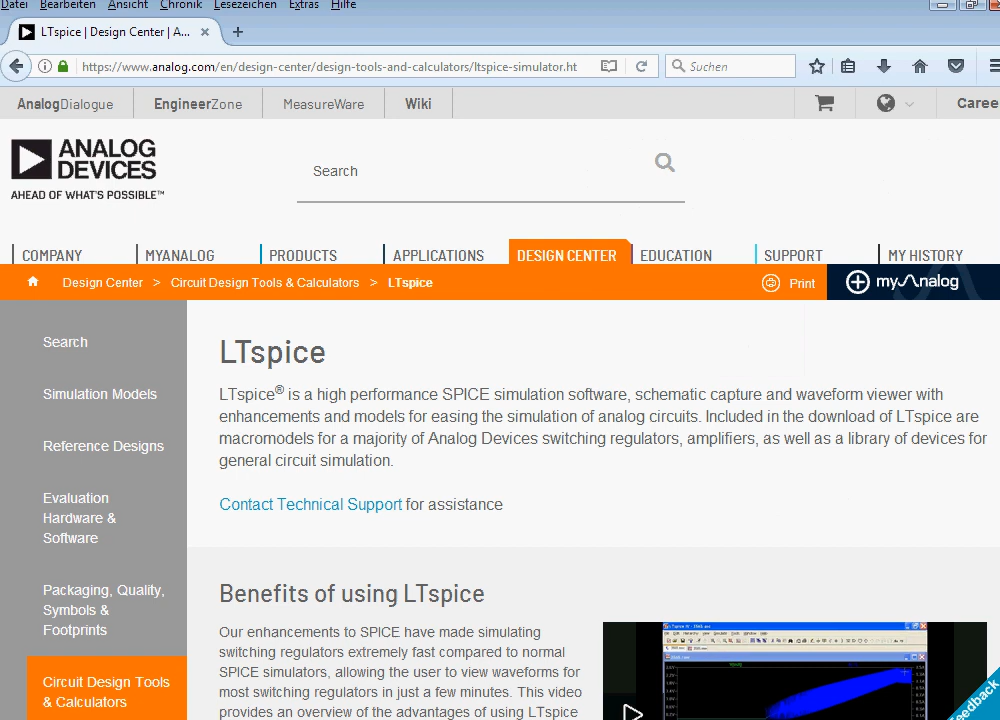 Datei Bearbeiten Ansicht Chronik Lesezeichen Extras Hilfe
LTspice | Design Center | A...
https://www.analog.com/en/design-center/design-tools-and-calculators/ltspice-simulator.ht
Suchen
AnalogDialogue
EngineerZone
MeasureWare
Wiki
Caree
ANALOG
DEVICES
AHEAD OF WHAT'S POSSIBLE™
Search
COMPANY
MYANALOG
PRODUCTS
APPLICATIONS
DESIGN CENTER
EDUCATION
SUPPORT
MY HISTORY
Design Center > Circuit Design Tools & Calculators > LTspice
Print
myAnalog
Search
Simulation Models
Reference Designs
Evaluation
Hardware &
Software
Packaging, Quality,
Symbols &
Footprints
Circuit Design Tools
& Calculators
LTspice
LTspice® is a high performance SPICE simulation software, schematic capture and waveform viewer with
enhancements and models for easing the simulation of analog circuits. Included in the download of LTspice are
macromodels for a majority of Analog Devices switching regulators, amplifiers, as well as a library of devices for
general circuit simulation.
Contact Technical Support for assistance
Benefits of using LTspice
Our enhancements to SPICE have made simulating
switching regulators extremely fast compared to normal
SPICE simulators, allowing the user to view waveforms for
most switching regulators in just a few minutes. This video
provides an overview of the advantages of using LTspice
eedback